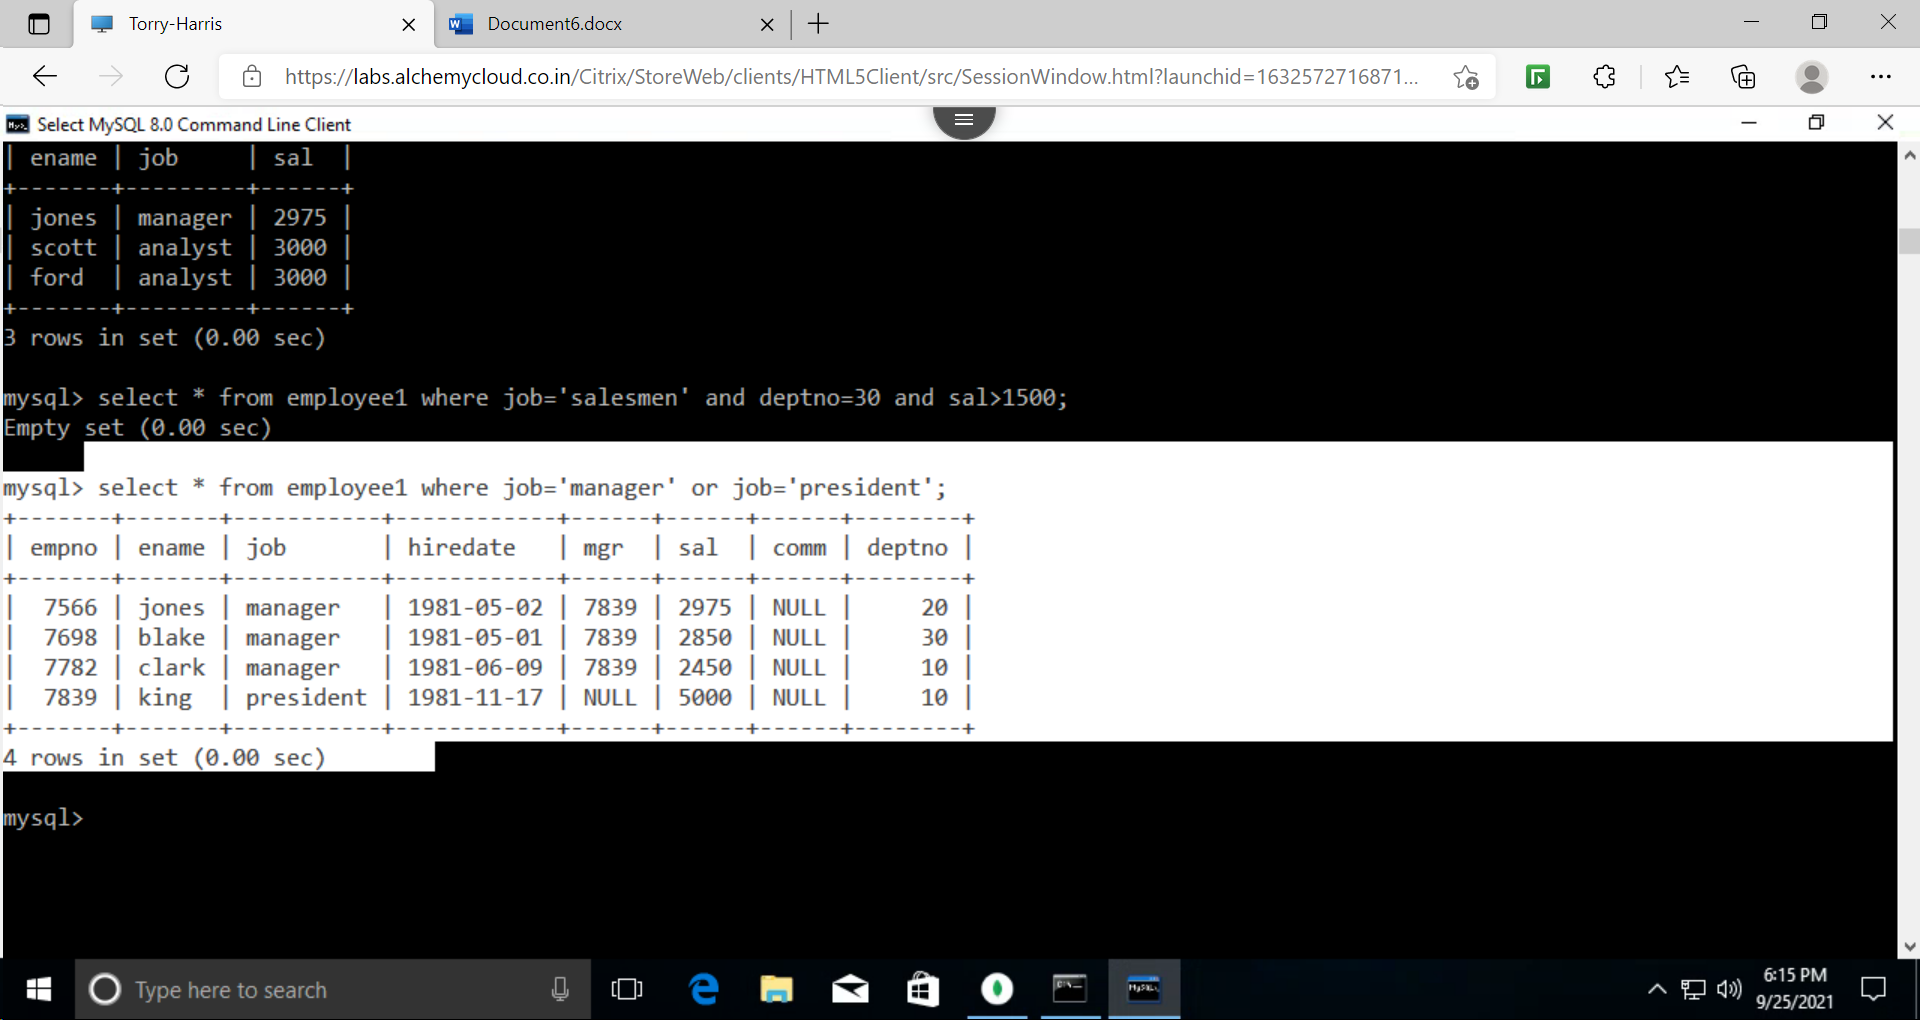 Torry-Harris
Document6.docx
https://labs.alchemycloud.co.in/Citrix/StoreWeb/clients/HTML5Client/src/SessionWindow.html?launchid=1632572716871...
Select MySQL 8.0 Command Line Client
| ename | job     | sal  |
+-------+---------+------+
| jones | manager | 2975 |
| scott | analyst | 3000 |
| ford  | analyst | 3000 |
+-------+---------+------+
3 rows in set (0.00 sec)
mysql> select * from employee1 where job='salesmen' and deptno=30 and sal>1500;
Empty set (0.00 sec)
mysql> select * from employee1 where job='manager' or job='president';
+-------+-------+-----------+------------+------+------+------+--------+
| empno | ename | job       | hiredate   | mgr  | sal  | comm | deptno |
+-------+-------+-----------+------------+------+------+------+--------+
|  7566 | jones | manager   | 1981-05-02 | 7839 | 2975 | NULL |     20 |
|  7698 | blake | manager   | 1981-05-01 | 7839 | 2850 | NULL |     30 |
|  7782 | clark | manager   | 1981-06-09 | 7839 | 2450 | NULL |     10 |
|  7839 | king  | president | 1981-11-17 | NULL | 5000 | NULL |     10 |
+-------+-------+-----------+------------+------+------+------+--------+
4 rows in set (0.00 sec)
mysql>
Type here to search
6:15 PM
9/25/2021